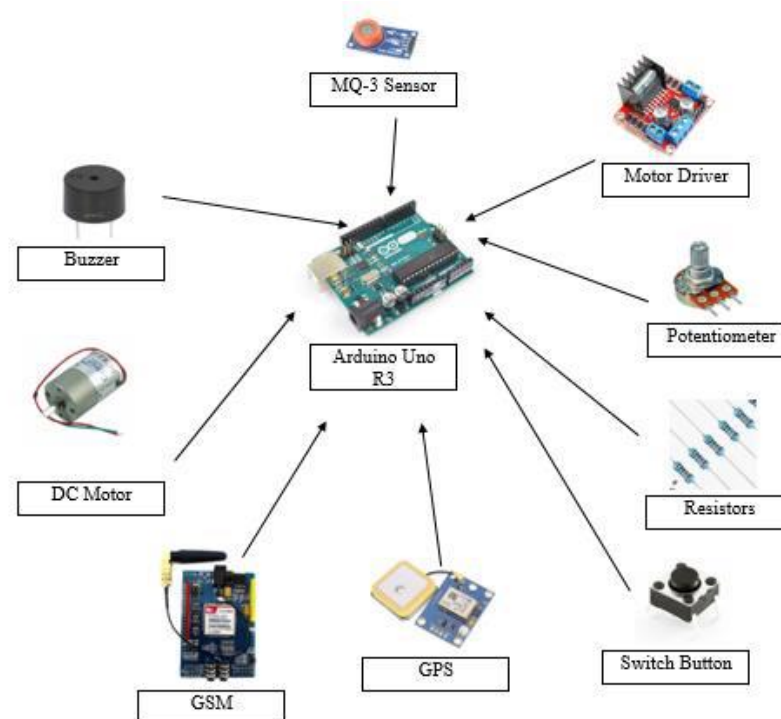 MQ-3 Sensor
Motor Driver
Buzzer
Potentiometer
Arduino Uno
R3
DC Motor
Resistors
GPS
Switch Button
GSM